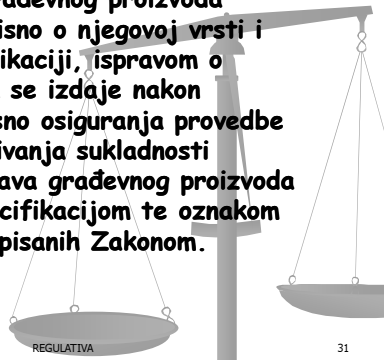 građevnog proizvoda
isno o njegovoj vrsti i
ikaciji, ispravom o
se izdaje nakon
sno osiguranja provedbe
ivanja sukladnosti
ava građevnog proizvoda
cifikacijom te oznakom
pisanih Zakonom.
REGULATIVA
31